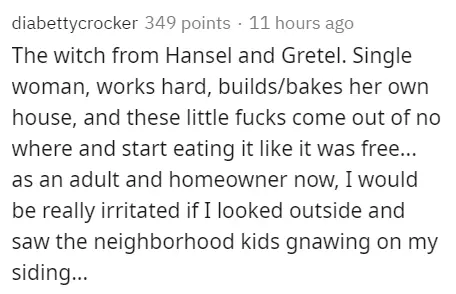 diabettycrocker 349 points · 11 hours ago
The witch from Hansel and Gretel. Single
woman, works hard, builds/bakes her own
house, and these little fucks come out of no
where and start eating it like it was free...
as an adult and homeowner now, I would
be really irritated if I looked outside and
saw the neighborhood kids gnawing on my
siding...